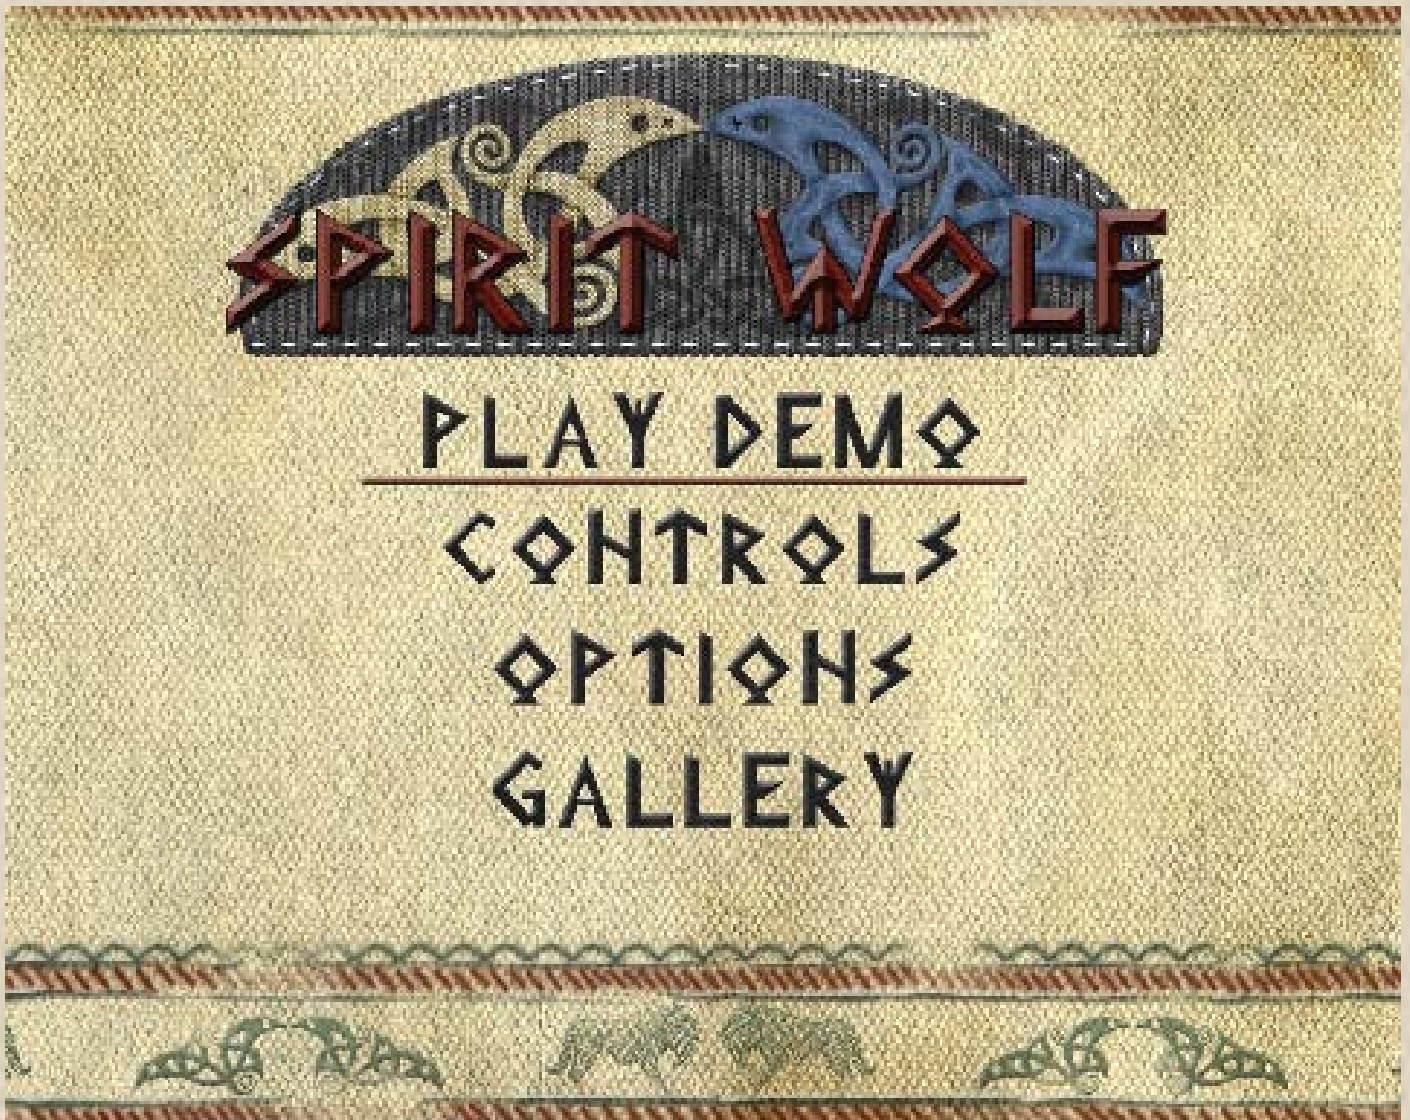 SPIRIT WOLF
PLAY DEMO
CONTROLS
OPTIONS
GALLERY